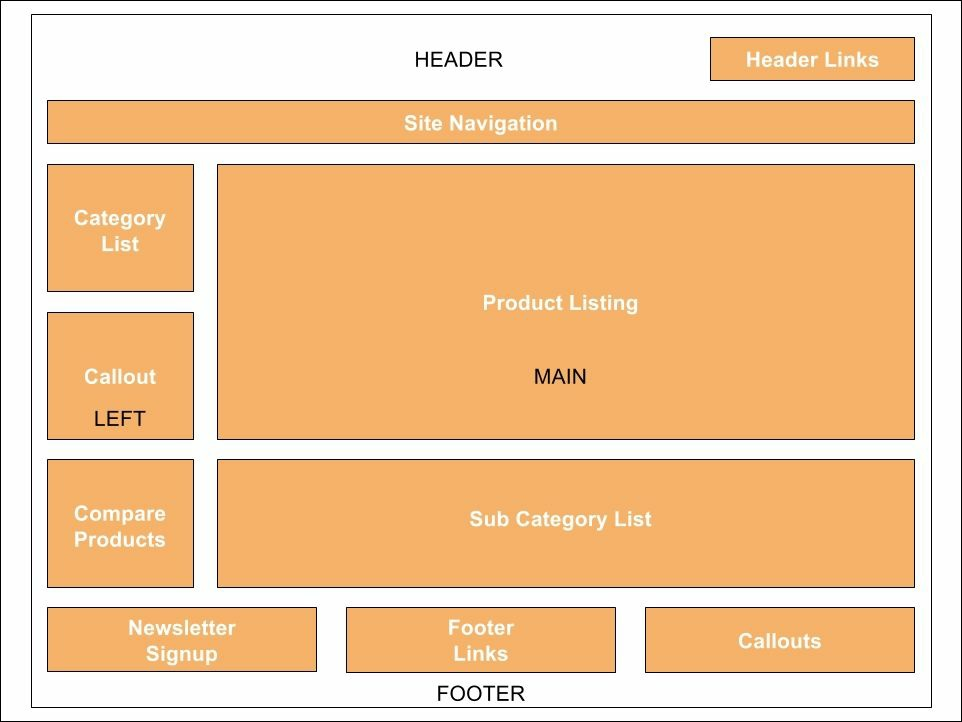 HEADER
Header Links
Site Navigation
Category
List
Product Listing
Callout
MAIN
LEFT
Compare
Products
Sub Category List
Newsletter
Signup
Footer
Links
Callouts
FOOTER